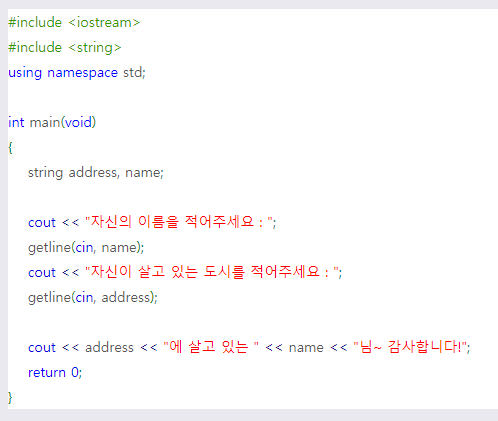 #include <iostream>
#include <string>
using namespace std;
int main(void)
{
string address, name;
cout << "자신의 이름을 적어주세요 : ";
getline(cin, name);
cout << "자신이 살고 있는 도시를 적어주세요 : ";
getline(cin, address);
cout << address << "에 살고 있는 " << name << "님~ 감사합니다!";
return 0;
}